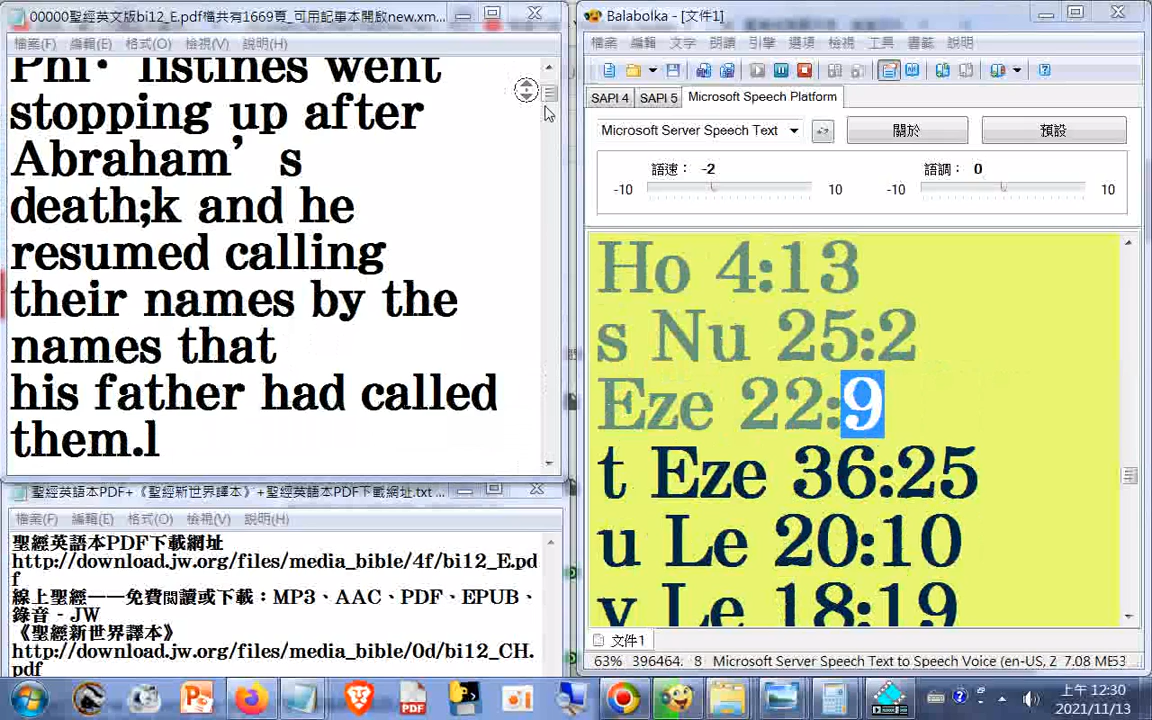 00000聖經英文版bi12_E.pdf檔共有1669頁_可用記事本開啟new.xm...
檔案(F) 編輯(E) 格式(O) 檢視(V) 說明(H)
Phi·listines went
stopping up after
Abraham's
death;k and he
resumed calling
their names by the
names that
his father had called
them.l
聖經英語本PDF+《聖經新世界譯本》+聖經英語本PDF下載網址.txt ...
檔案(F) 編輯(E) 格式(O) 檢視(V) 說明(H)
聖經英語本PDF下載網址
http://download.jw.org/files/media_bible/4f/bi12_E.pd
f
線上聖經——免費閱讀或下載：MP3、AAC、PDF、EPUB、
錄音 - JW
《聖經新世界譯本》
http://download.jw.org/files/media_bible/0d/bi12_CH.
pdf
Balabolka - [文件1]
檔案 編輯 文字 朗讀 引擎 選項 檢視 工具 書籤 說明
SAPI 4 SAPI 5 Microsoft Speech Platform
Microsoft Server Speech Text 關於 預設
語速： -2 語調： 0
-10 10 -10 10
Ho 4:13
s Nu 25:2
Eze 22:9
t Eze 36:25
u Le 20:10
v Le 18:19
文件1
63% 396464. 8 Microsoft Server Speech Text to Speech Voice (en-US, Z 7.08 ME53
上午 12:30
2021/11/13